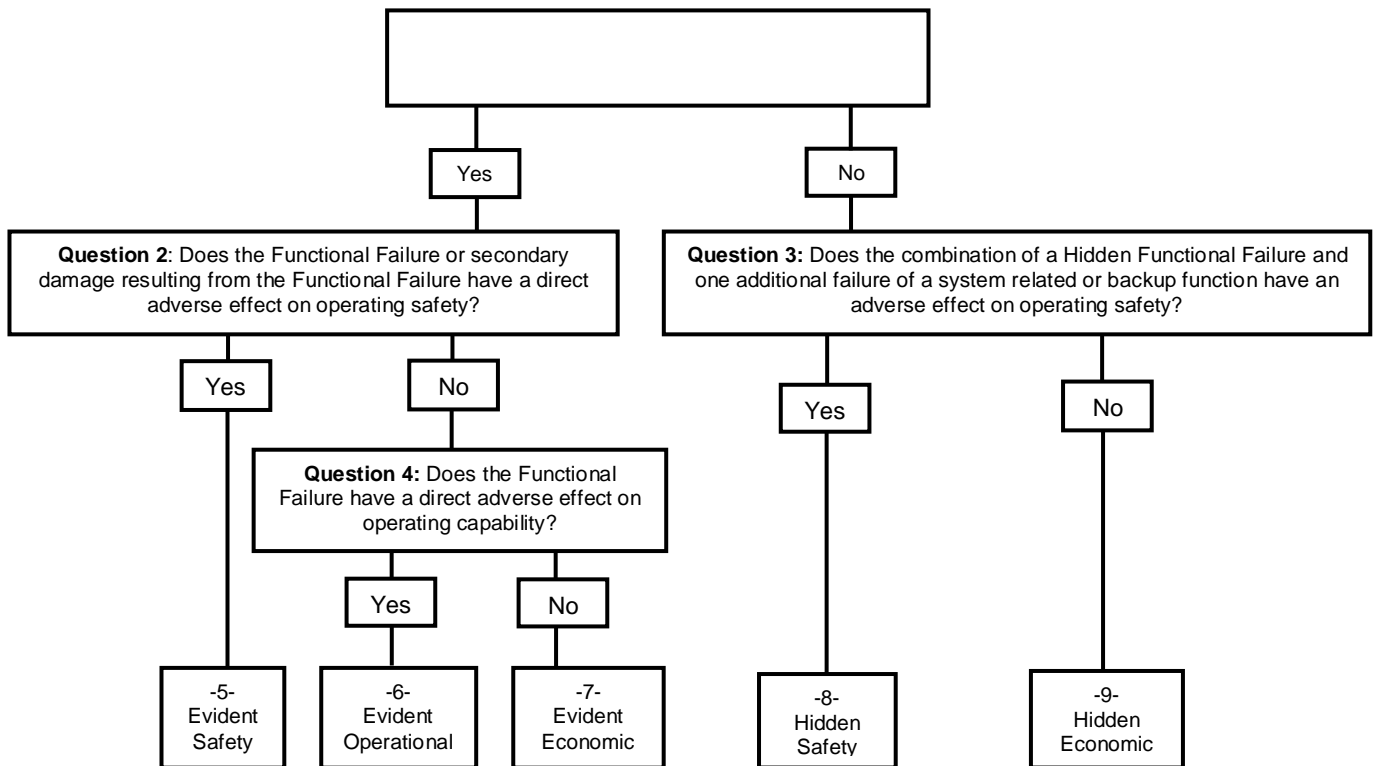 Yes
No
Question 2: Does the Functional Failure or secondary
damage resulting from the Functional Failure have a direct
adverse effect on operating safety?
Question 3: Does the combination of a Hidden Functional Failure and
one additional failure of a system related or backup function have an
adverse effect on operating safety?
Yes
No
Yes
No
Question 4: Does the Functional
Failure have a direct adverse effect on
operating capability?
Yes
No
-5-
Evident
Safety
-6-
Evident
Operational
-7-
Evident
Economic
-8-
Hidden
Safety
-9-
Hidden
Economic